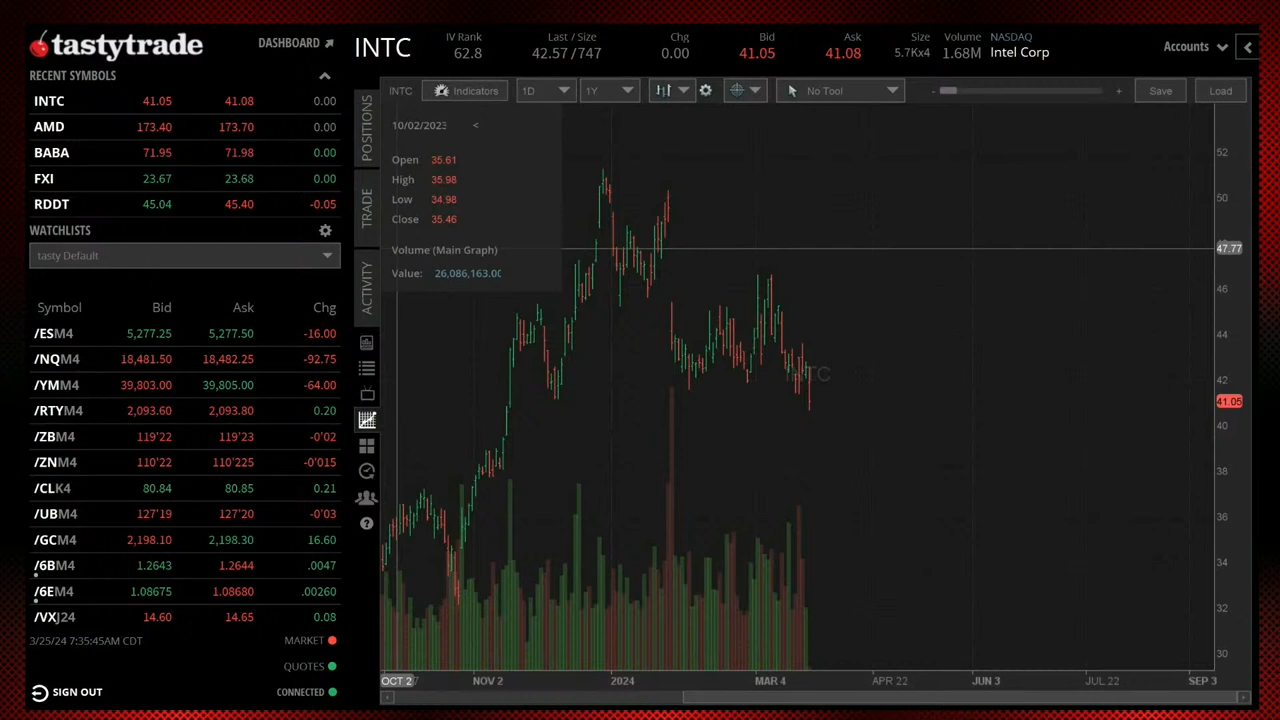 tastytrade
DASHBOARD
RECENT SYMBOLS
INTC 41.05 41.08 0.00
AMD 173.40 173.70 0.00
BABA 71.95 71.98 0.00
FXI 23.67 23.68 0.00
RDDT 45.04 45.40 -0.05
WATCHLISTS
tasty Default
Symbol Bid Ask Chg
/ESM4 5,277.25 5,277.50 -16.00
/NQM4 18,481.50 18,482.25 -92.75
/YMM4 39,803.00 39,805.00 -64.00
/RTYM4 2,093.60 2,093.80 0.20
/ZBM4 119'22 119'23 -0'02
/ZNM4 110'22 110'225 -0'015
/CLK4 80.84 80.85 0.21
/UBM4 127'19 127'20 -0'03
/GCM4 2,198.10 2,198.30 16.60
/6BM4 1.2643 1.2644 .0047
/6EM4 1.08675 1.08680 .00260
/VXJ24 14.60 14.65 0.08
3/25/24 7:35:45AM CDT MARKET
QUOTES
SIGN OUT CONNECTED
INTC
IV Rank Last / Size Chg Bid Ask Size Volume NASDAQ
62.8 42.57/747 0.00 41.05 41.08 5.7Kx4 1.68M Intel Corp
Accounts
POSITIONS
TRADE
ACTIVITY
INTC Indicators 1D 1Y No Tool - + Save Load
10/02/2023 <
Open 35.61
High 35.98
Low 34.98
Close 35.46
Volume (Main Graph)
Value: 26,086,163.00
INTC
52
50
47.77
46
44
42
41.05
40
38
36
34
32
30
OCT 2 NOV 2 2024 MAR 4 APR 22 JUN 3 JUL 22 SEP 3